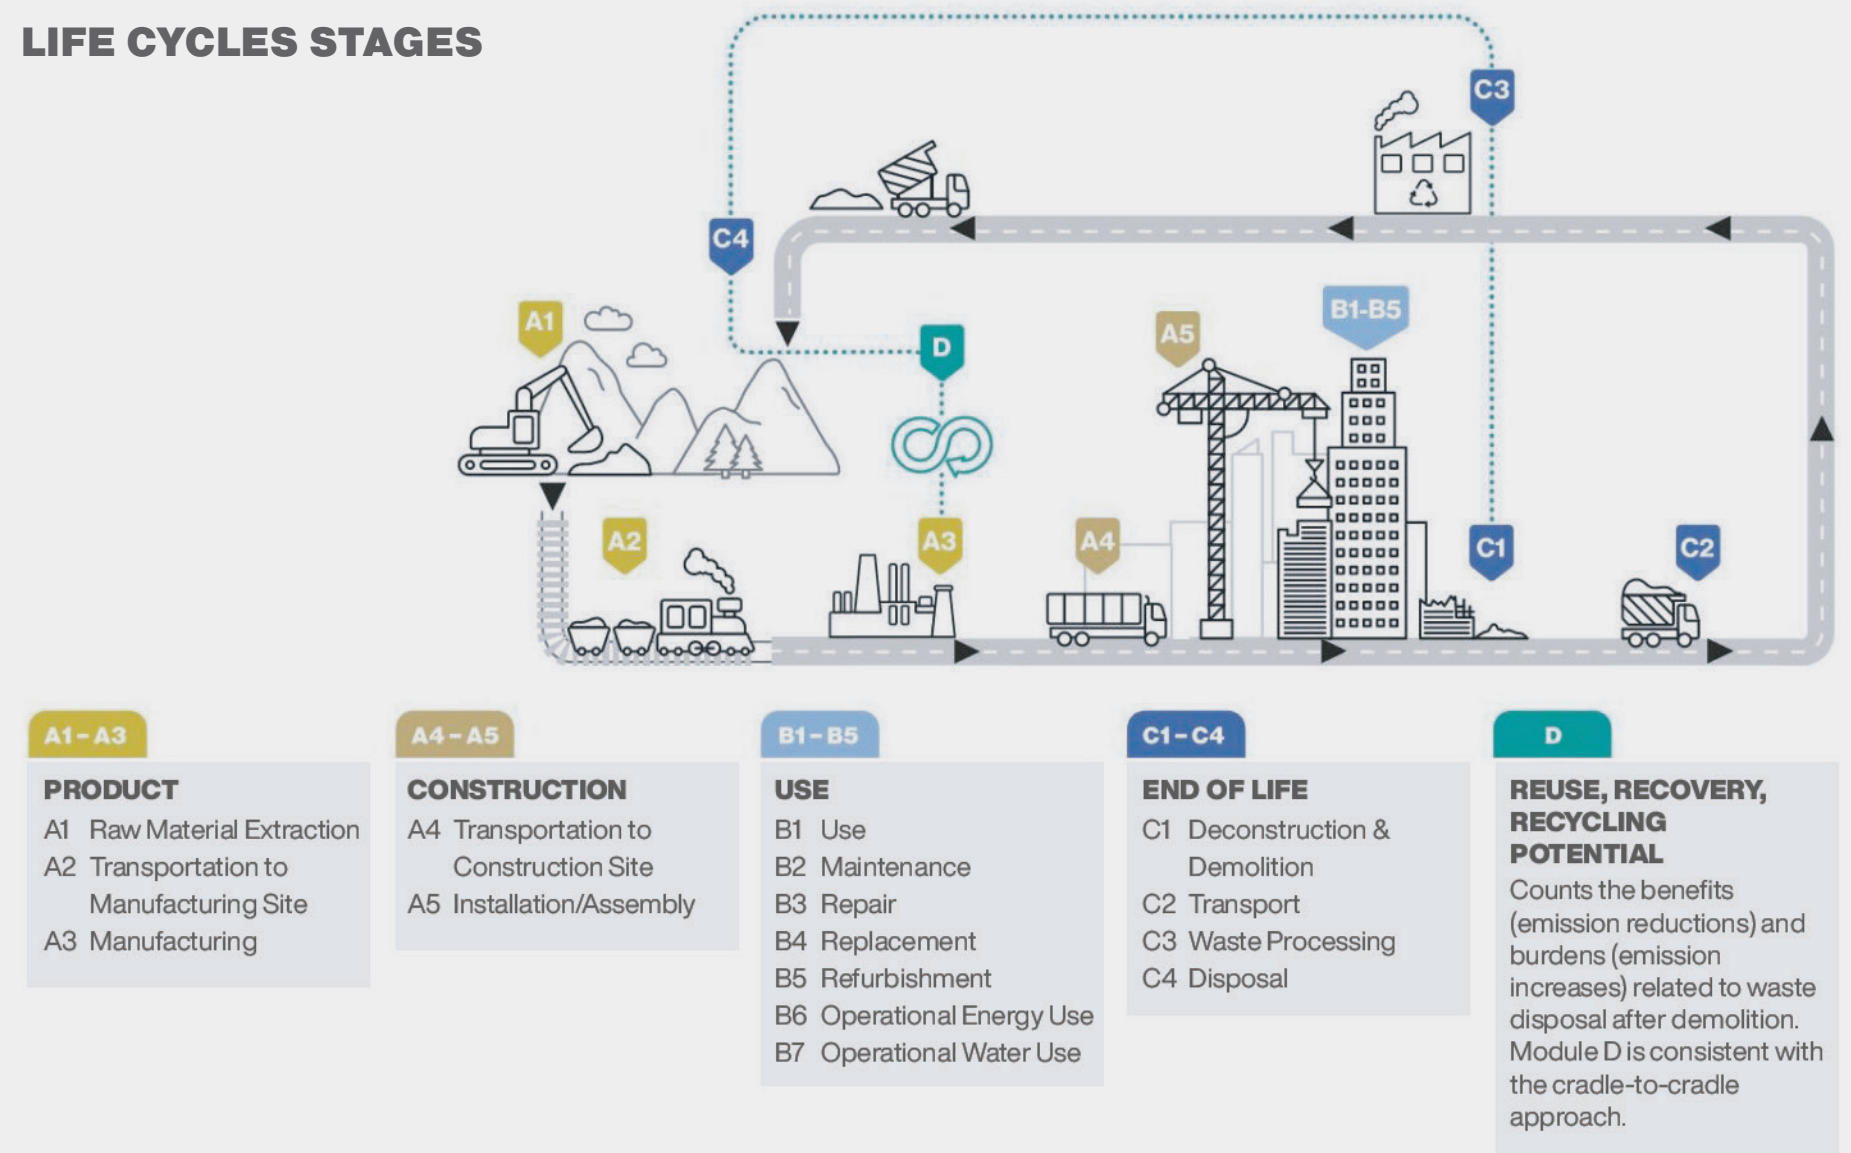 LIFE CYCLES STAGES
C3
C4
A1
D
A5
B1-B5
A2
A3
A4
C1
C2
A1 – A3
PRODUCT
A1 Raw Material Extraction
A2 Transportation to
Manufacturing Site
A3 Manufacturing
A4 – A5
CONSTRUCTION
A4 Transportation to
Construction Site
A5 Installation/Assembly
B1 – B5
USE
B1 Use
B2 Maintenance
B3 Repair
B4 Replacement
B5 Refurbishment
B6 Operational Energy Use
B7 Operational Water Use
C1 – C4
END OF LIFE
C1 Deconstruction &
Demolition
C2 Transport
C3 Waste Processing
C4 Disposal
D
REUSE, RECOVERY,
RECYCLING
POTENTIAL
Counts the benefits
(emission reductions) and
burdens (emission
increases) related to waste
disposal after demolition.
Module D is consistent with
the cradle-to-cradle
approach.